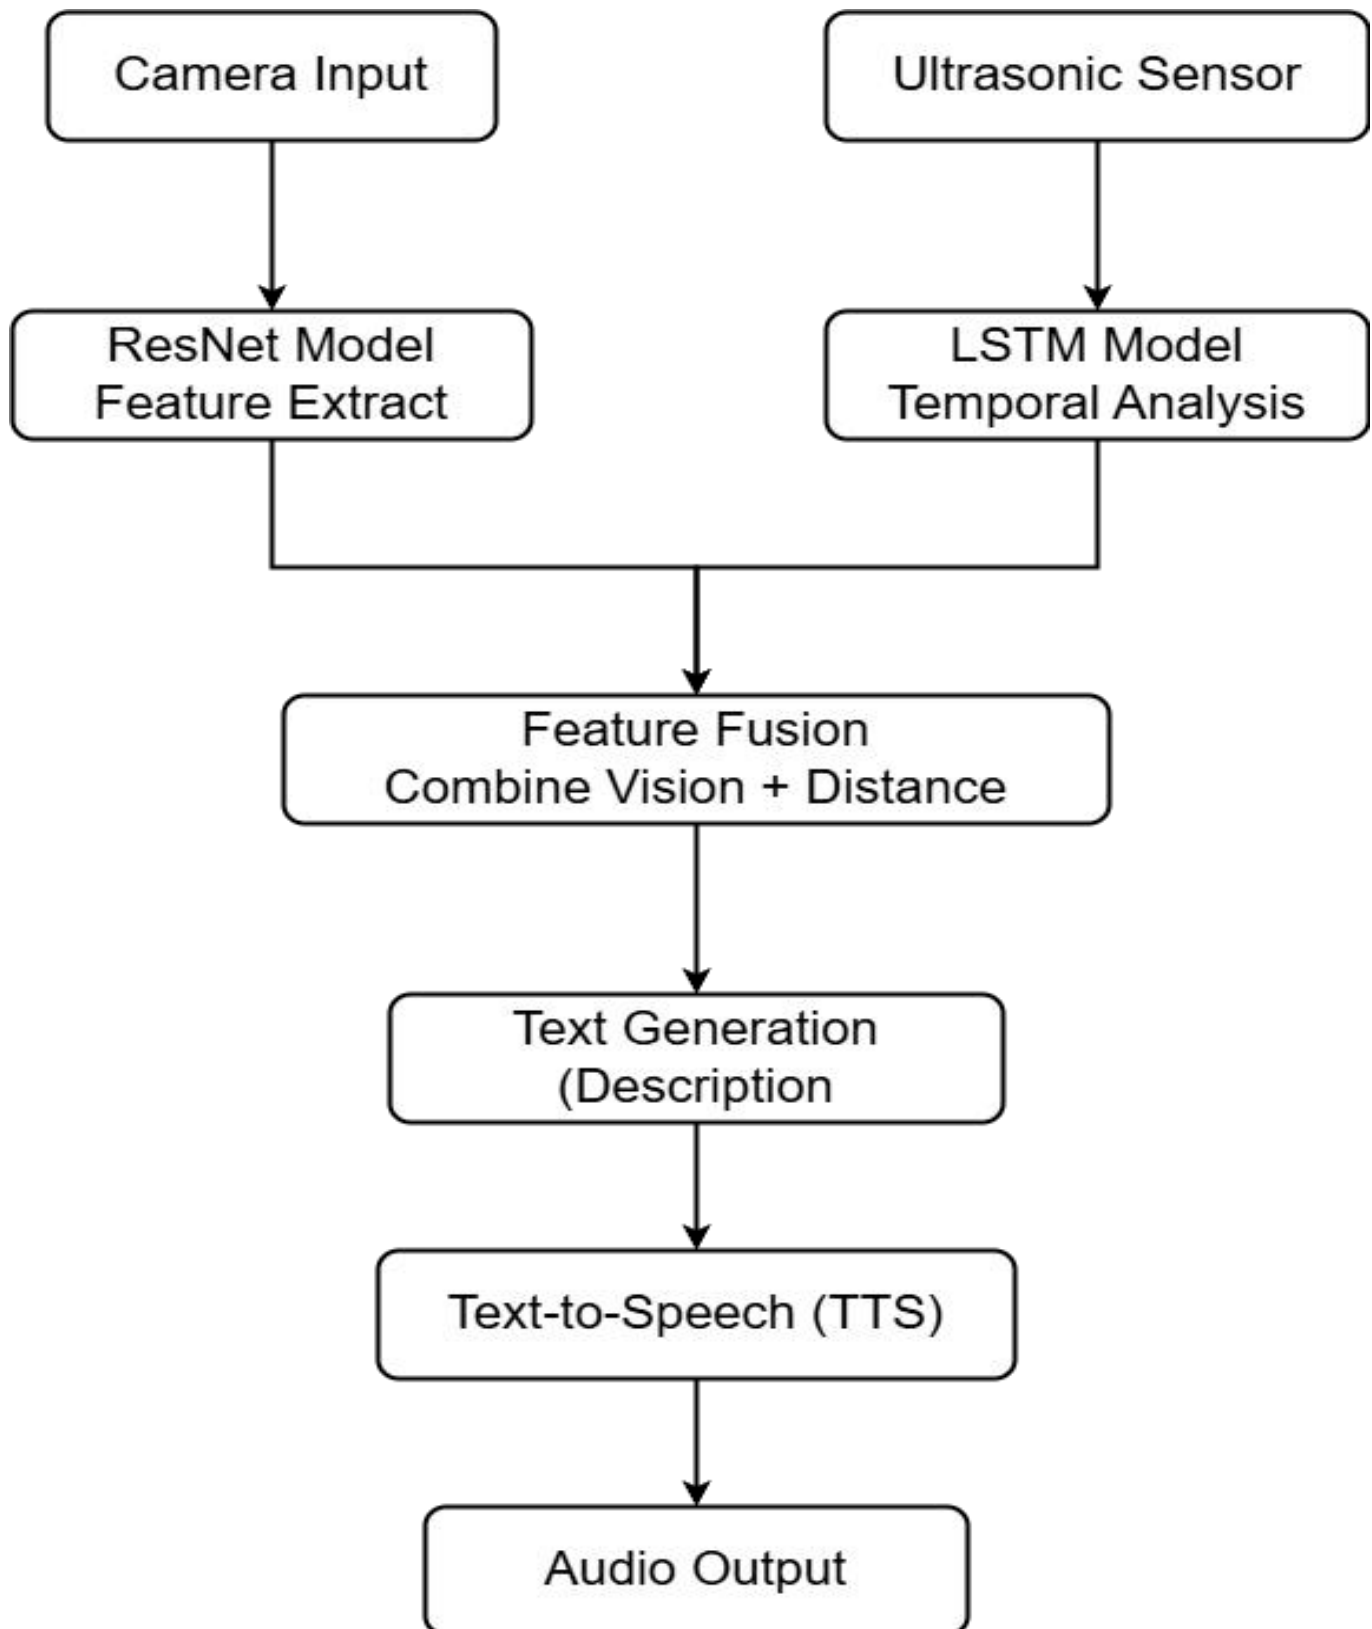 Camera Input
Ultrasonic Sensor
ResNet Model
Feature Extract
LSTM Model
Temporal Analysis
Feature Fusion
Combine Vision + Distance
Text Generation
(Description
Text-to-Speech (TTS)
Audio Output